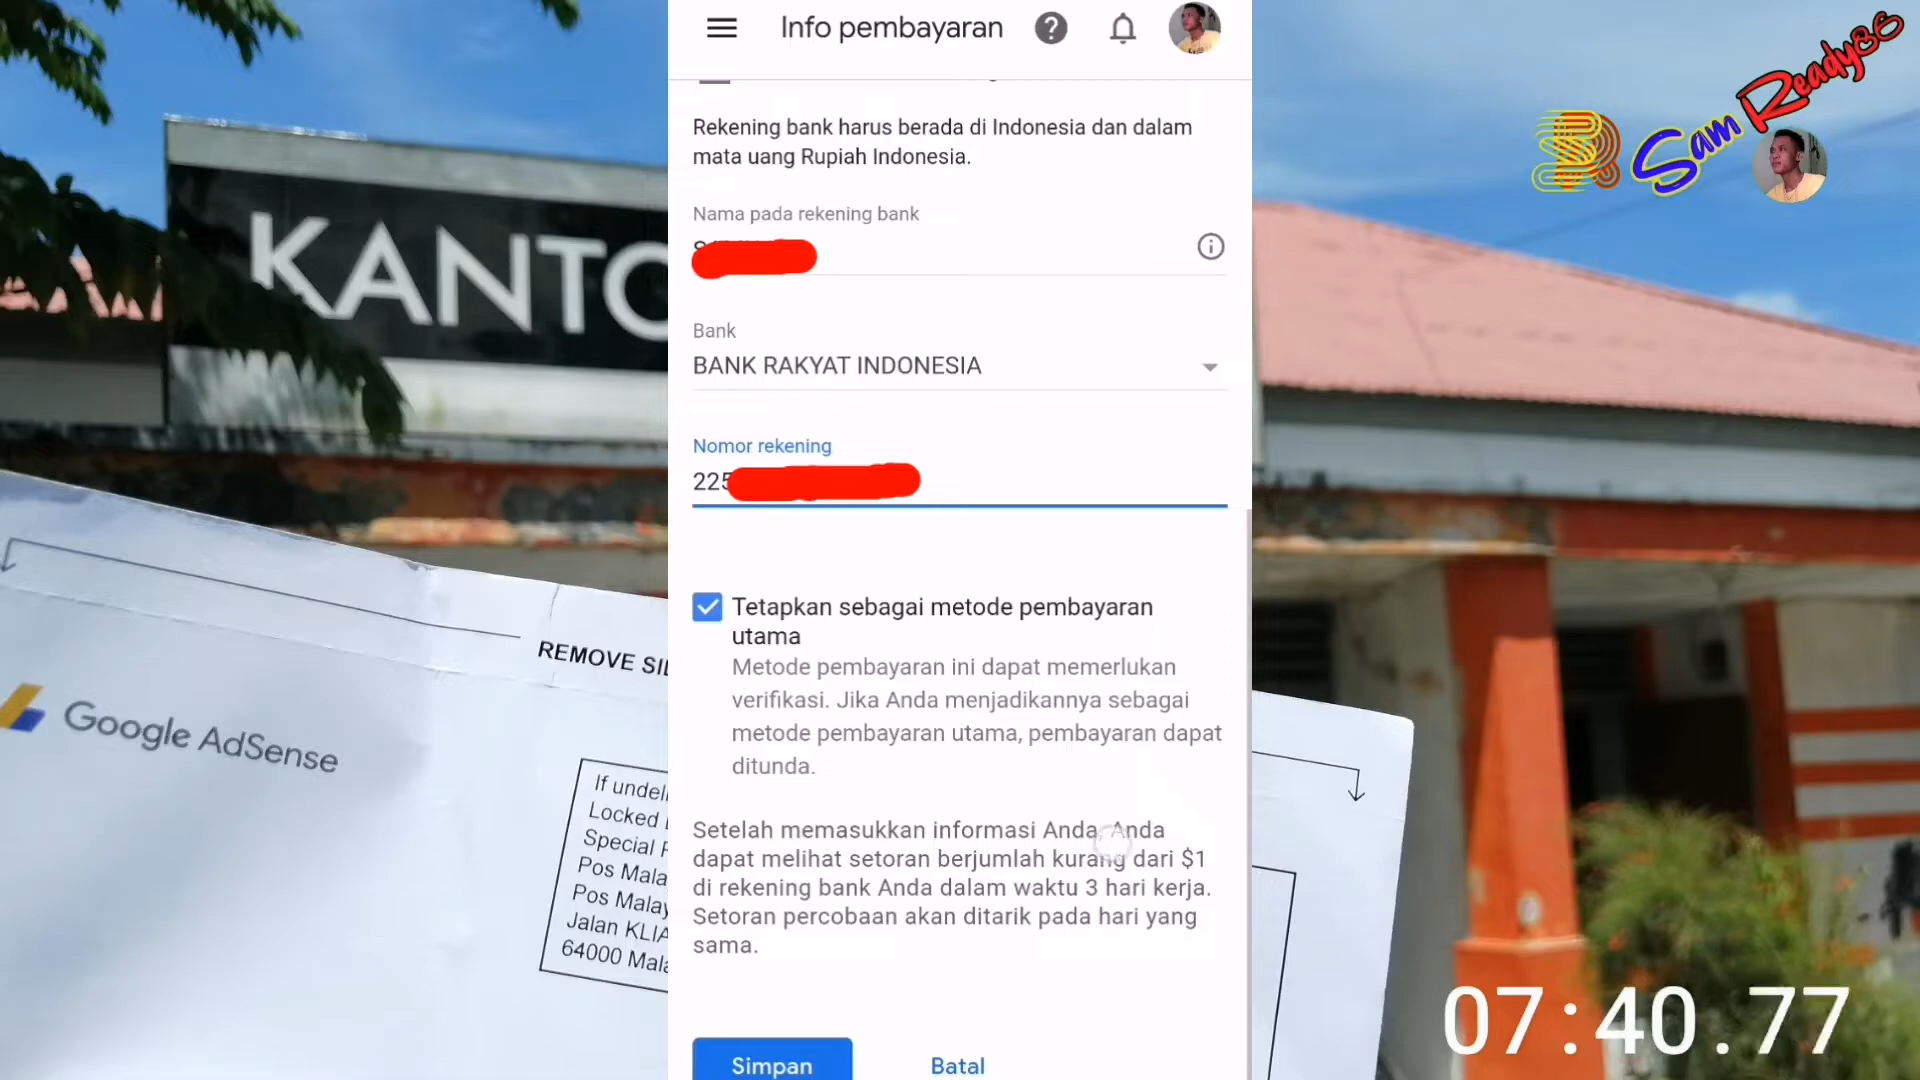 KANTO
Info pembayaran
Sam Ready86
Rekening bank harus berada di Indonesia dan dalam
mata uang Rupiah Indonesia.
Nama pada rekening bank
Bank
BANK RAKYAT INDONESIA
Nomor rekening
225
Tetapkan sebagai metode pembayaran
utama
Metode pembayaran ini dapat memerlukan
verifikasi. Jika Anda menjadikannya sebagai
metode pembayaran utama, pembayaran dapat
ditunda.
Setelah memasukkan informasi Anda, Anda
dapat melihat setoran berjumlah kurang dari $1
di rekening bank Anda dalam waktu 3 hari kerja.
Setoran percobaan akan ditarik pada hari yang
sama.
Simpan
Batal
REMOVE SI
Google AdSense
If undel
Locked
Special
Pos Mala
Pos Malay
Jalan KLIA
64000 Mala
07:40.77